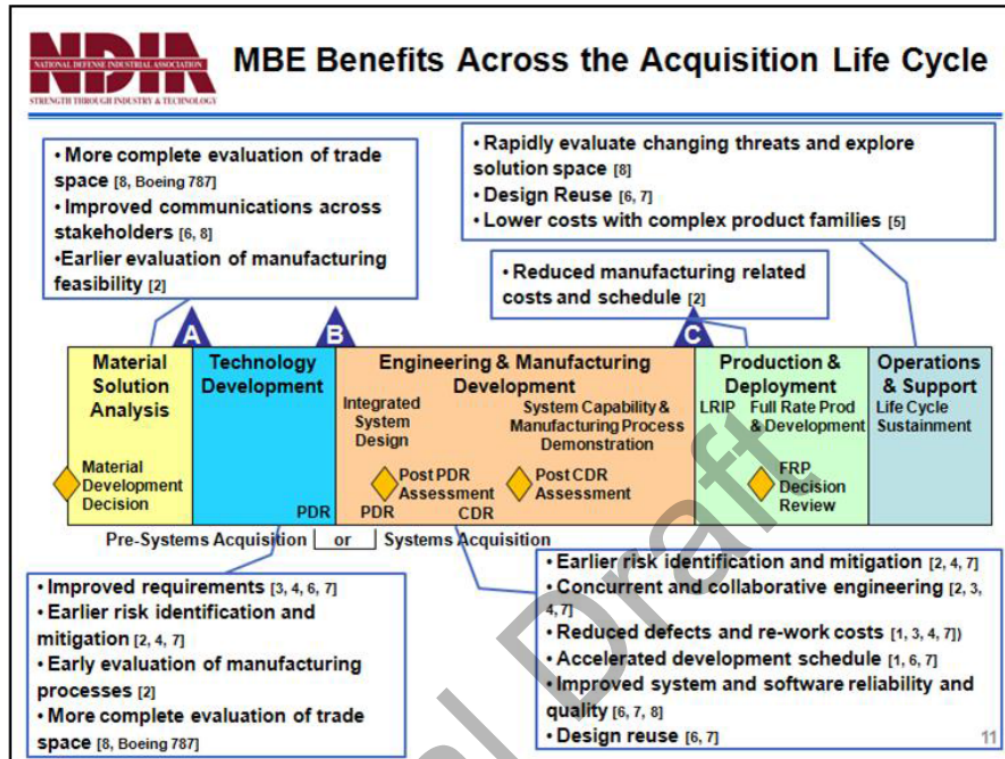 NDIA
NATIONAL DEFENSE INDUSTRIAL ASSOCIATION
STRENGTH THROUGH INDUSTRY & TECHNOLOGY
MBE Benefits Across the Acquisition Life Cycle
• More complete evaluation of trade
space [8, Boeing 787]
• Improved communications across
stakeholders [6, 8]
• Earlier evaluation of manufacturing
feasibility [2]
• Rapidly evaluate changing threats and explore
solution space [8]
• Design Reuse [6, 7]
• Lower costs with complex product families [5]
• Reduced manufacturing related
costs and schedule [2]
A
B
C
Material
Solution
Analysis
Material
Development
Decision
Technology
Development
PDR
Engineering & Manufacturing
Development
Integrated
System
Design
System Capability &
Manufacturing Process
Demonstration
Post PDR
Assessment
Post CDR
Assessment
PDR
CDR
Production &
Deployment
LRIP
Full Rate Prod
& Development
FRP
Decision
Review
Operations
& Support
Life Cycle
Sustainment
Pre-Systems Acquisition or Systems Acquisition
• Improved requirements [3, 4, 6, 7]
• Earlier risk identification and
mitigation [2, 4, 7]
• Early evaluation of manufacturing
processes [2]
• More complete evaluation of trade
space [8, Boeing 787]
• Earlier risk identification and mitigation [2, 4, 7]
• Concurrent and collaborative engineering [2, 3,
4, 7]
• Reduced defects and re-work costs [1, 3, 4, 7])
• Accelerated development schedule [1, 6, 7]
• Improved system and software reliability and
quality [6, 7, 8]
• Design reuse [6, 7]
11
al Draft